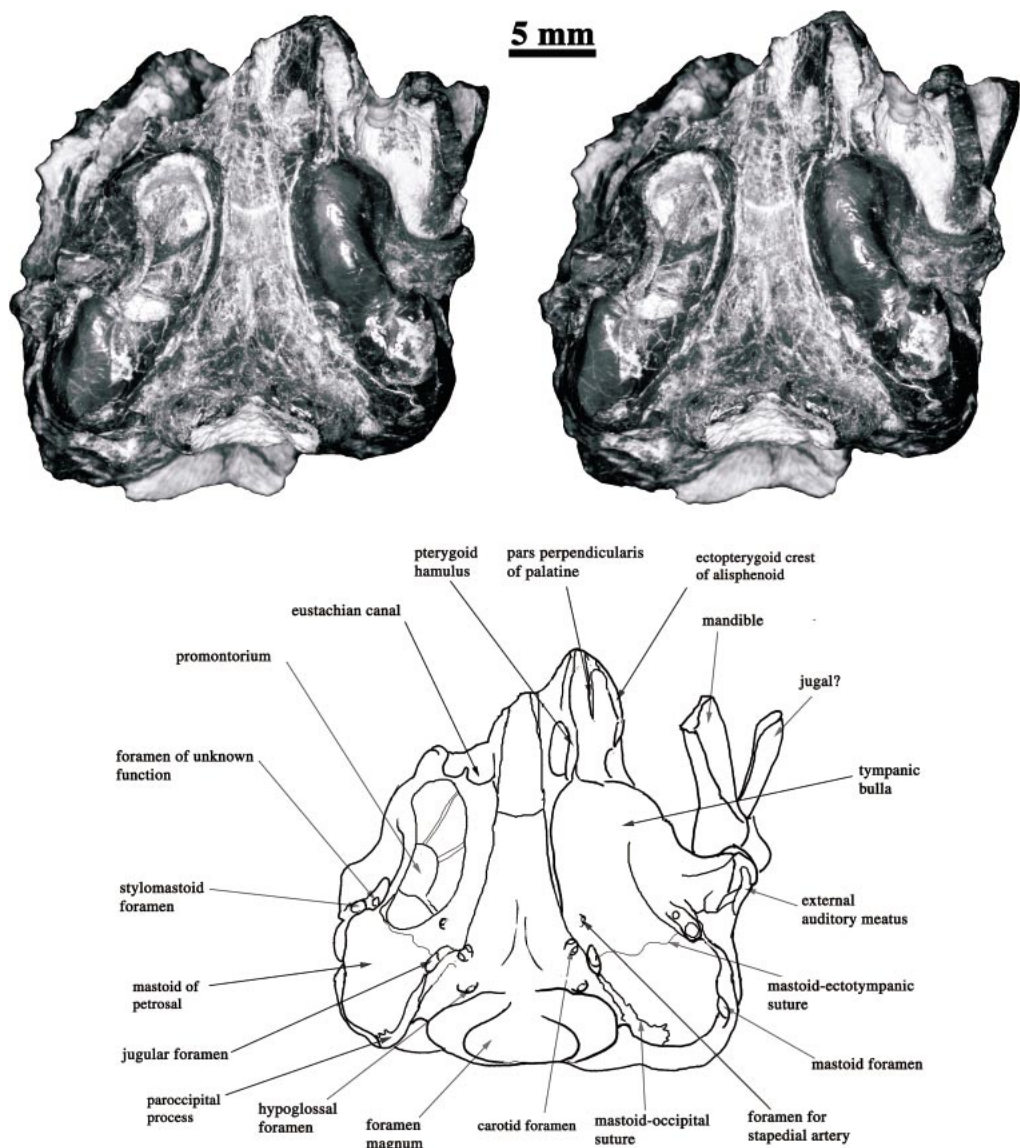 5 mm
pterygoid
hamulus
pars perpendicularis
of palatine
ectopterygoid crest
of alisphenoid
eustachian canal
mandible
promontorium
jugal?
foramen of unknown
function
tympanic
bulla
stylomastoid
foramen
external
auditory meatus
mastoid of
petrosal
mastoid-ectotympanic
suture
jugular foramen
mastoid foramen
paroccipital
process
hypoglossal
foramen
foramen
magnum
carotid foramen
mastoid-occipital
suture
foramen for
stapedial artery